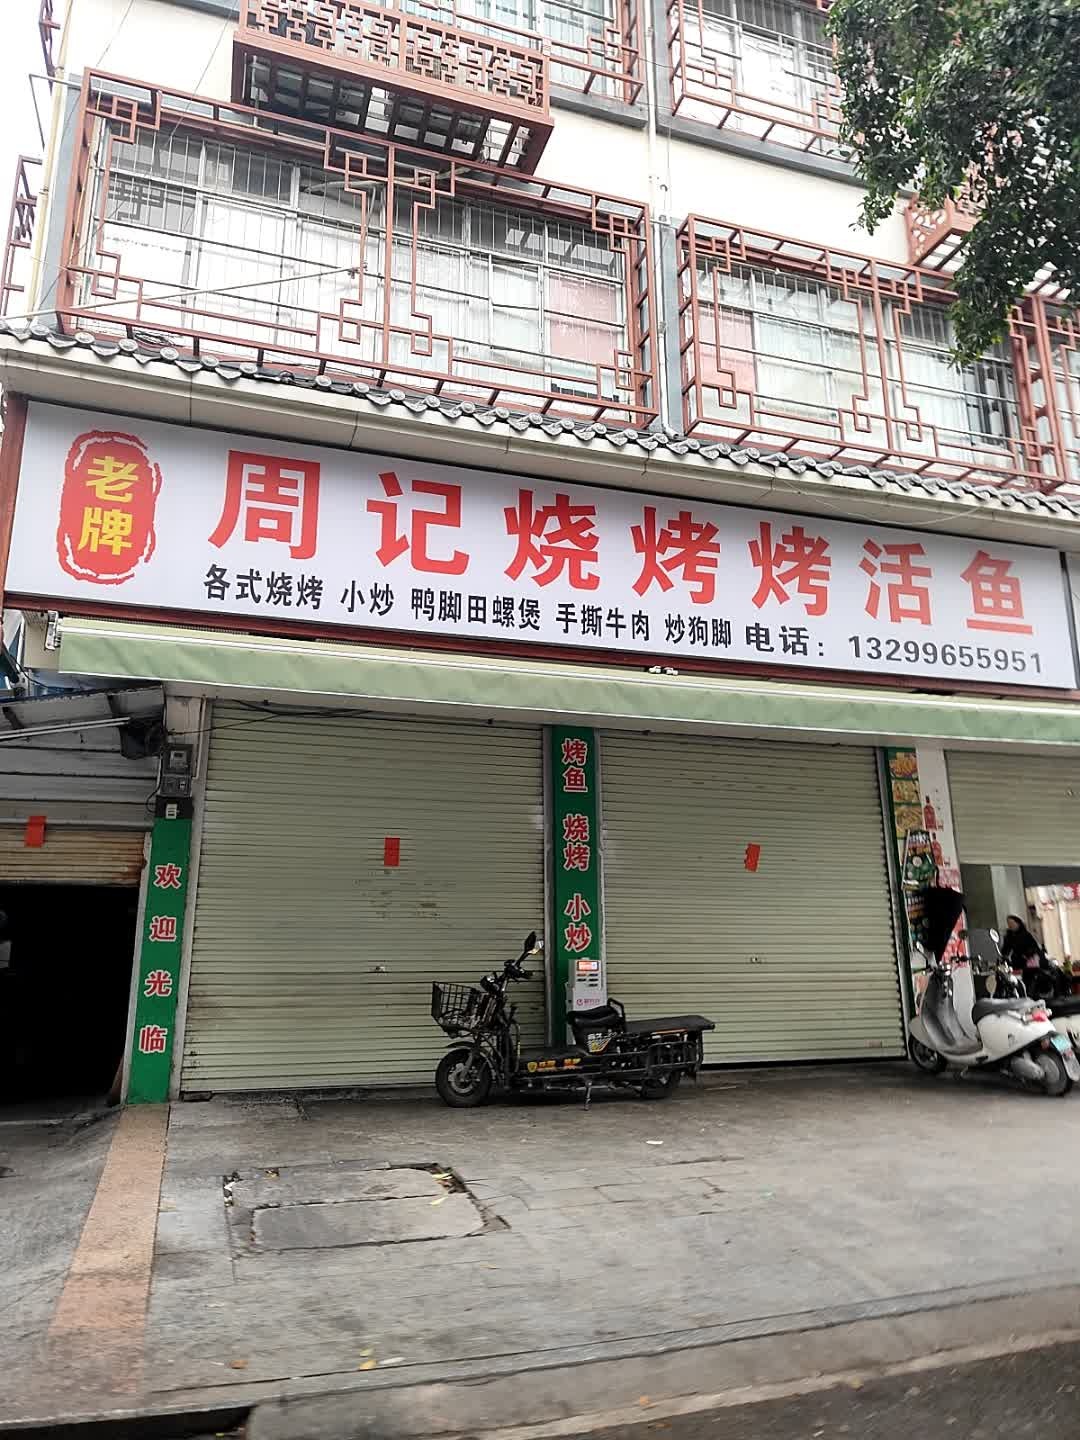 老牌
周记烧烤烤活鱼
各式烧烤 小炒 鸭脚田螺煲 手撕牛肉 炒狗脚 电话：13299655951
烤鱼 烧烤 小炒
欢迎光临